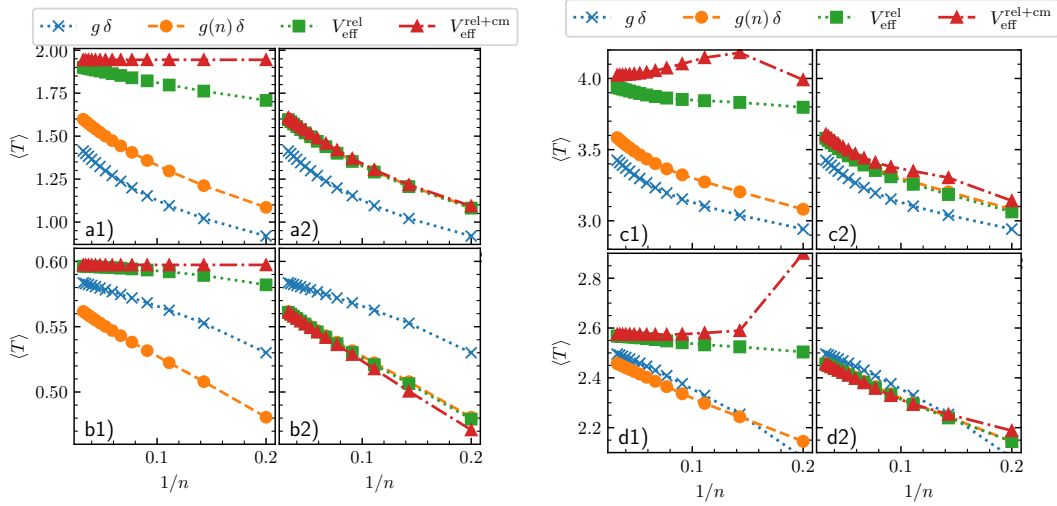 g δ g(n) δ V_eff^rel V_eff^rel+cm
g δ g(n) δ V_eff^rel V_eff^rel+cm
2.00
1.75
1.50
1.25
1.00
⟨T⟩
a1)
a2)
0.60
0.55
0.50
⟨T⟩
b1)
b2)
0.1
0.2
0.1
0.2
1/n
1/n
4.0
3.5
3.0
⟨T⟩
c1)
c2)
2.8
2.6
2.4
2.2
⟨T⟩
d1)
d2)
0.1
0.2
0.1
0.2
1/n
1/n